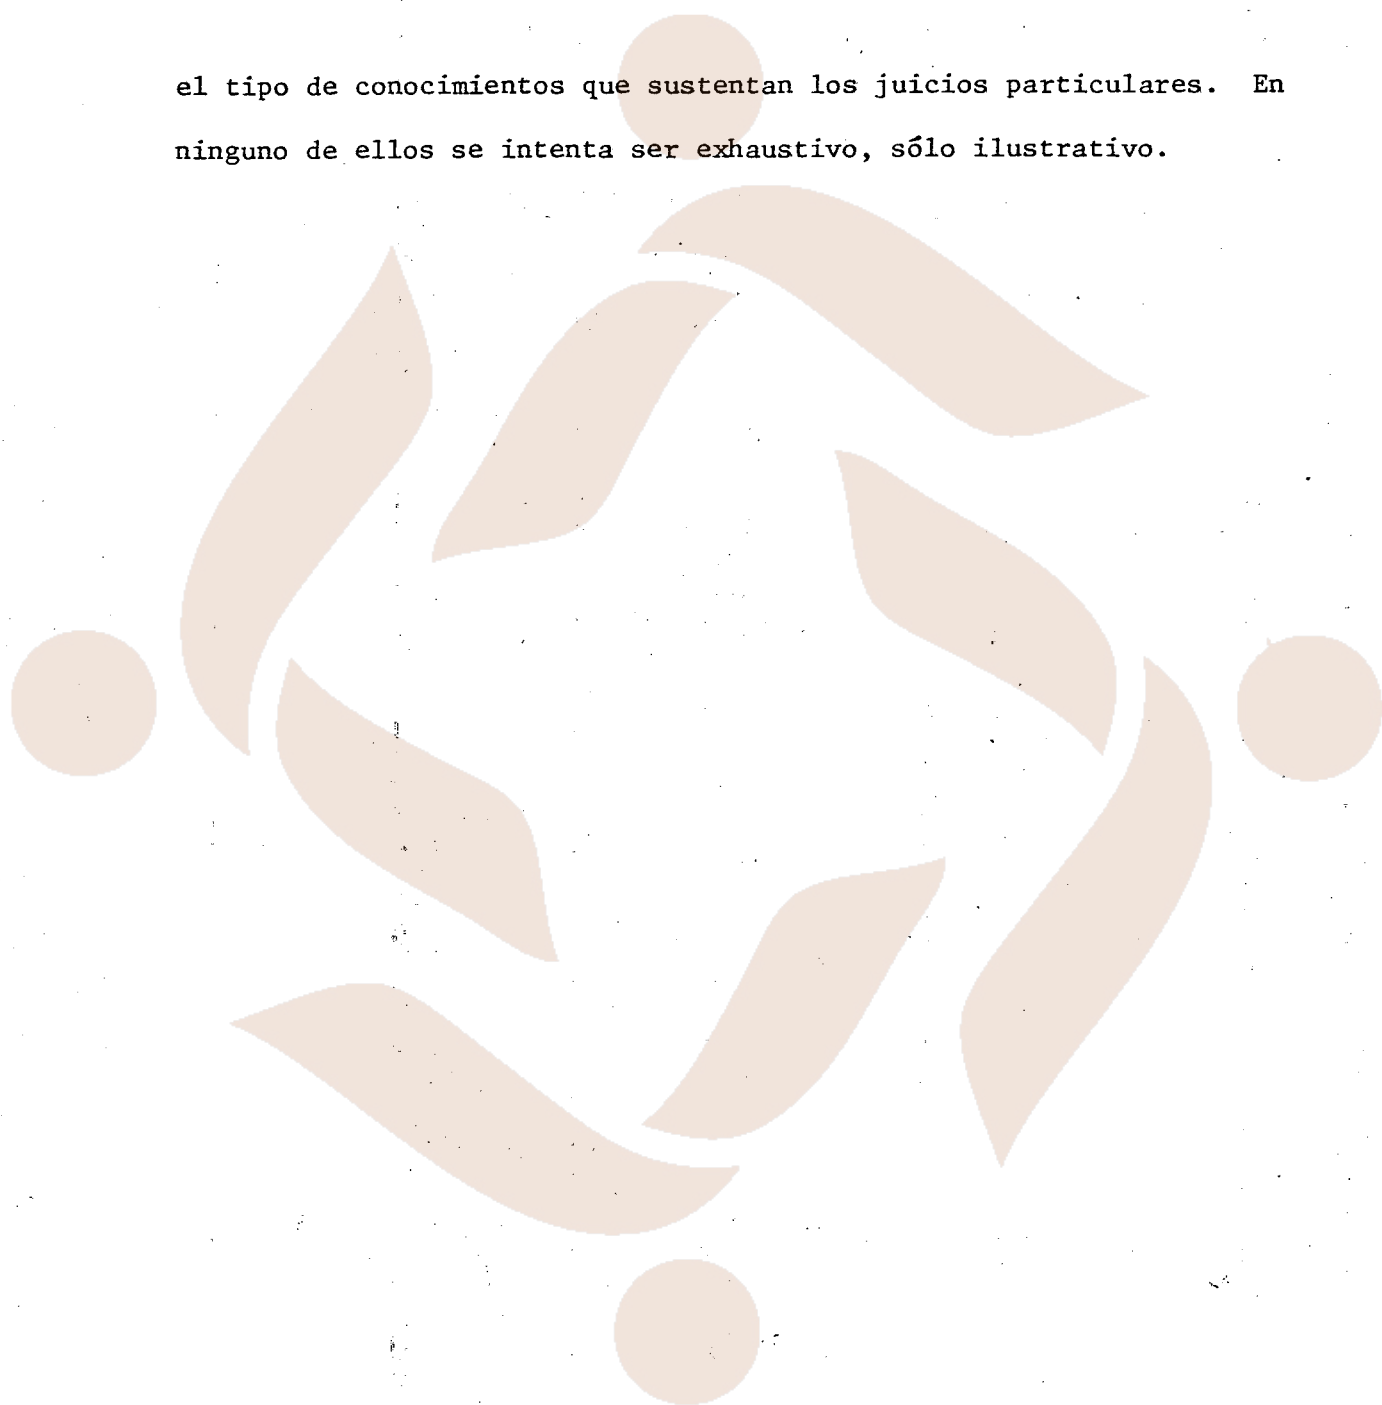 el tipo de conocimientos que sustentan los juicios particulares.  En
ninguno de ellos se intenta ser exhaustivo, sólo ilustrativo.